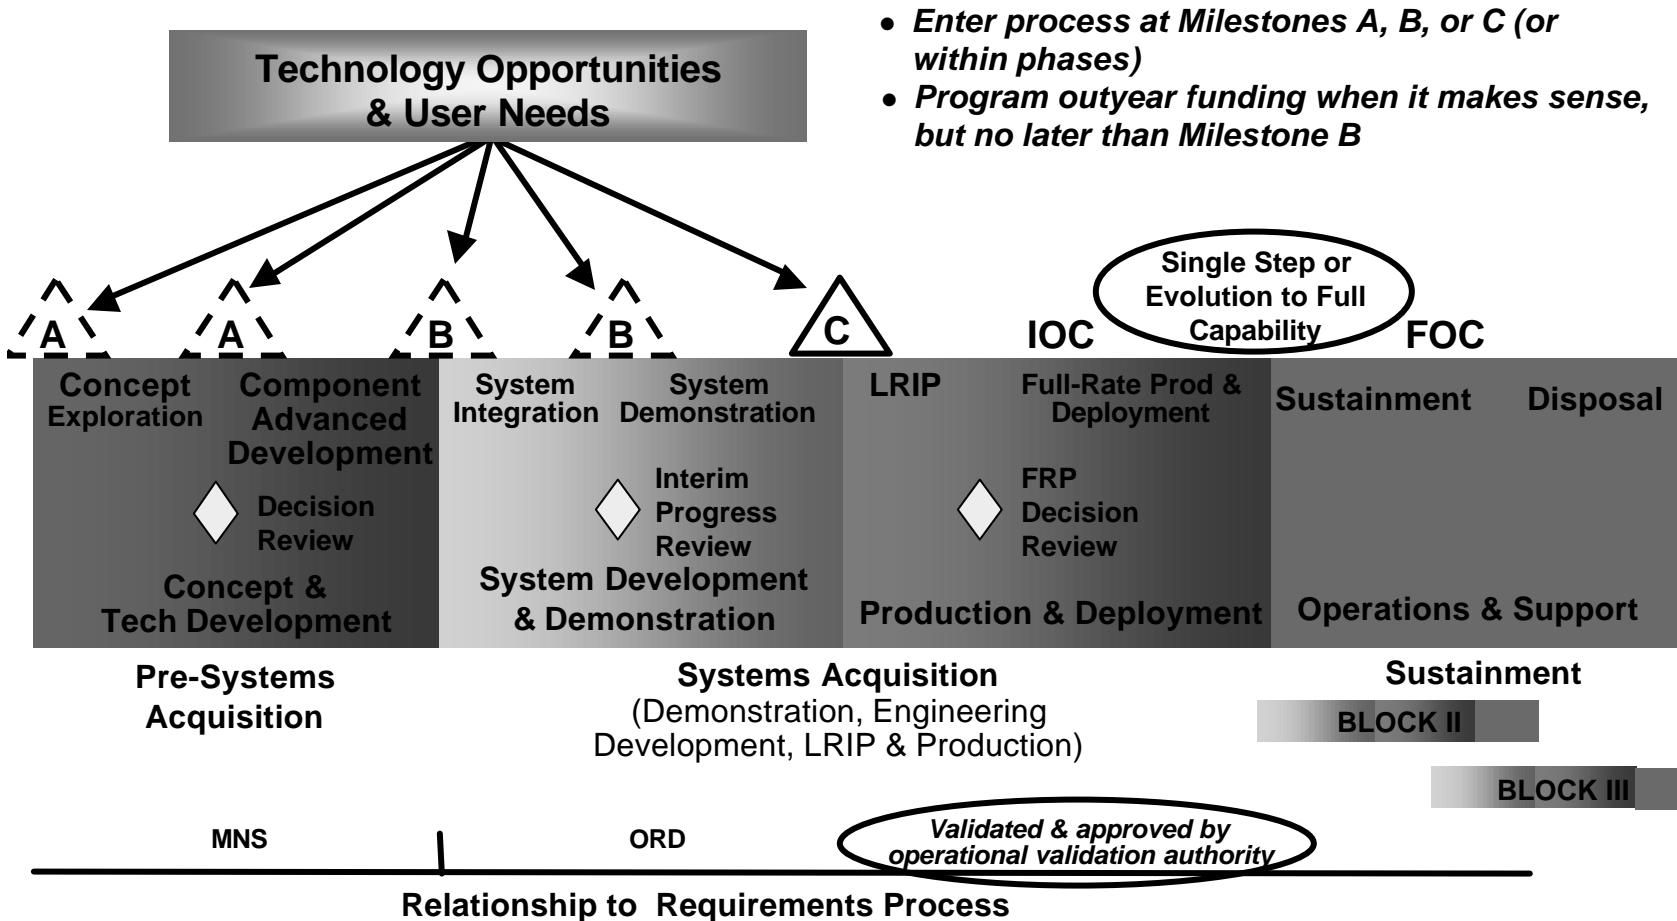 ● Enter process at Milestones A, B, or C (or
within phases)
● Program outyear funding when it makes sense,
but no later than Milestone B
Technology Opportunities
& User Needs
Single Step or
Evolution to Full
Capability
A
A
B
B
C
IOC
FOC
Concept
Exploration
Component
Advanced
Development
System
Integration
System
Demonstration
LRIP
Full-Rate Prod &
Deployment
Sustainment
Disposal
Decision
Review
Interim
Progress
Review
FRP
Decision
Review
Concept &
Tech Development
System Development
& Demonstration
Production & Deployment
Operations & Support
Pre-Systems
Acquisition
Systems Acquisition
(Demonstration, Engineering
Development, LRIP & Production)
Sustainment
BLOCK II
BLOCK III
MNS
ORD
Validated & approved by
operational validation authority
Relationship to Requirements Process